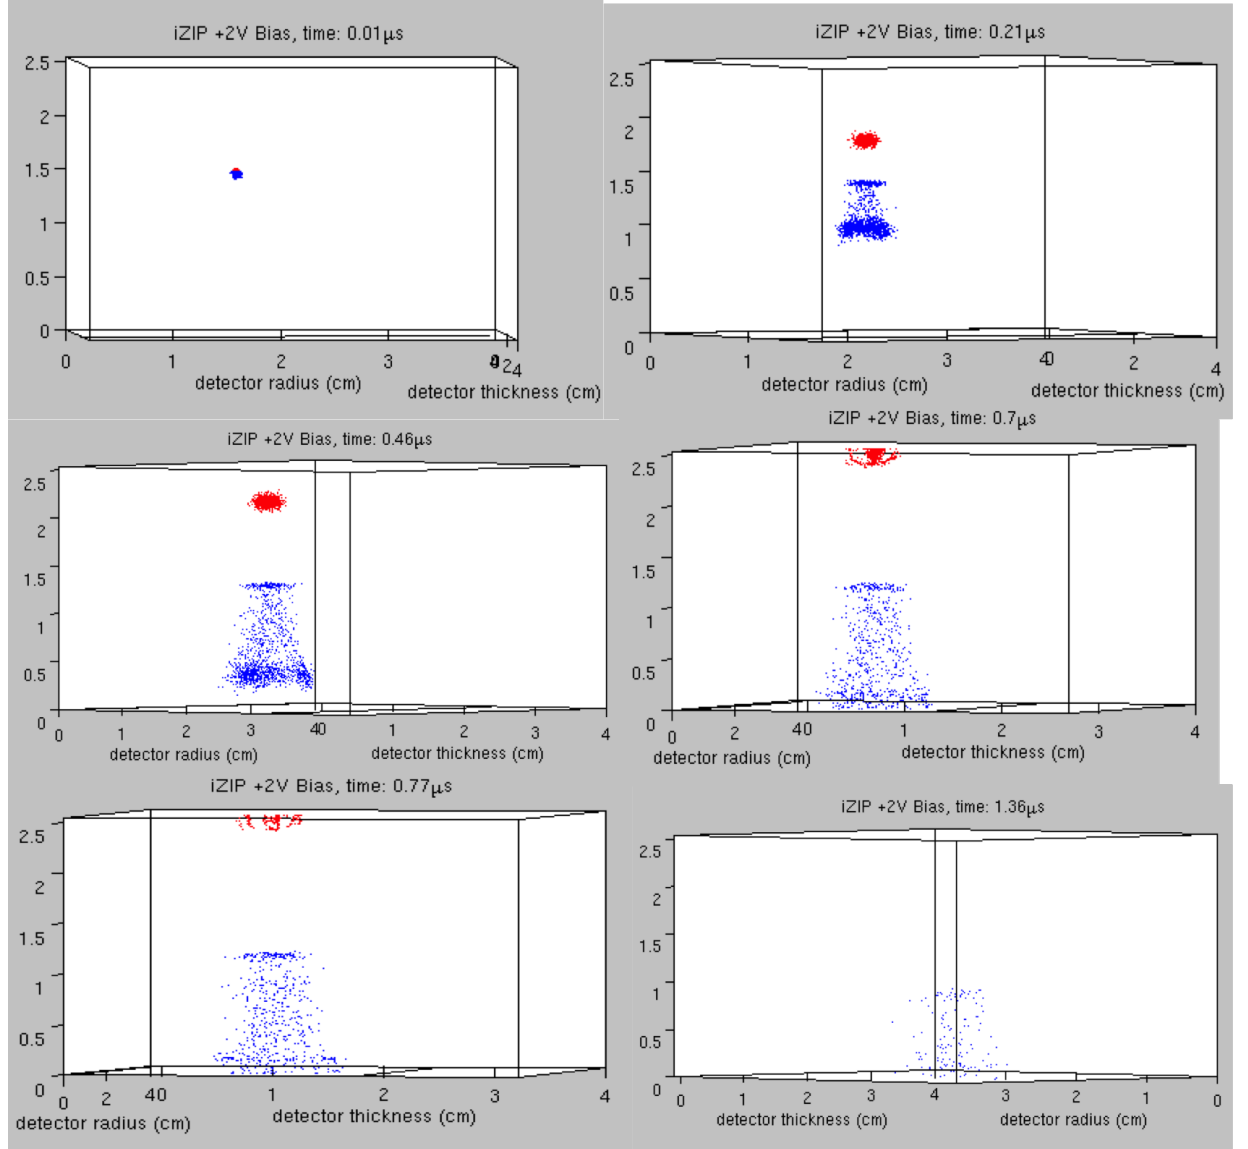 iZIP +2V Bias, time: 0.01μs
2.5
2
1.5
1
0.5
0
0 1 2 3 4
detector radius (cm)
0 2 4
detector thickness (cm)
iZIP +2V Bias, time: 0.21μs
2.5
2
1.5
1
0.5
0
0 1 2 3 40 2 4
detector radius (cm) detector thickness (cm)
iZIP +2V Bias, time: 0.46μs
2.5
2
1.5
1
0.5
0
0 1 2 3 40 1 2 3 4
detector radius (cm) detector thickness (cm)
iZIP +2V Bias, time: 0.7μs
2.5
2
1.5
1
0.5
0
0 2 40 1 2 3 4
detector radius (cm) detector thickness (cm)
iZIP +2V Bias, time: 0.77μs
2.5
2
1.5
1
0.5
0
0 2 40 1 2 3 4
detector radius (cm) detector thickness (cm)
iZIP +2V Bias, time: 1.36μs
2.5
2
1.5
1
0.5
0
0 1 2 3 4 3 2 1 0
detector thickness (cm) detector radius (cm)